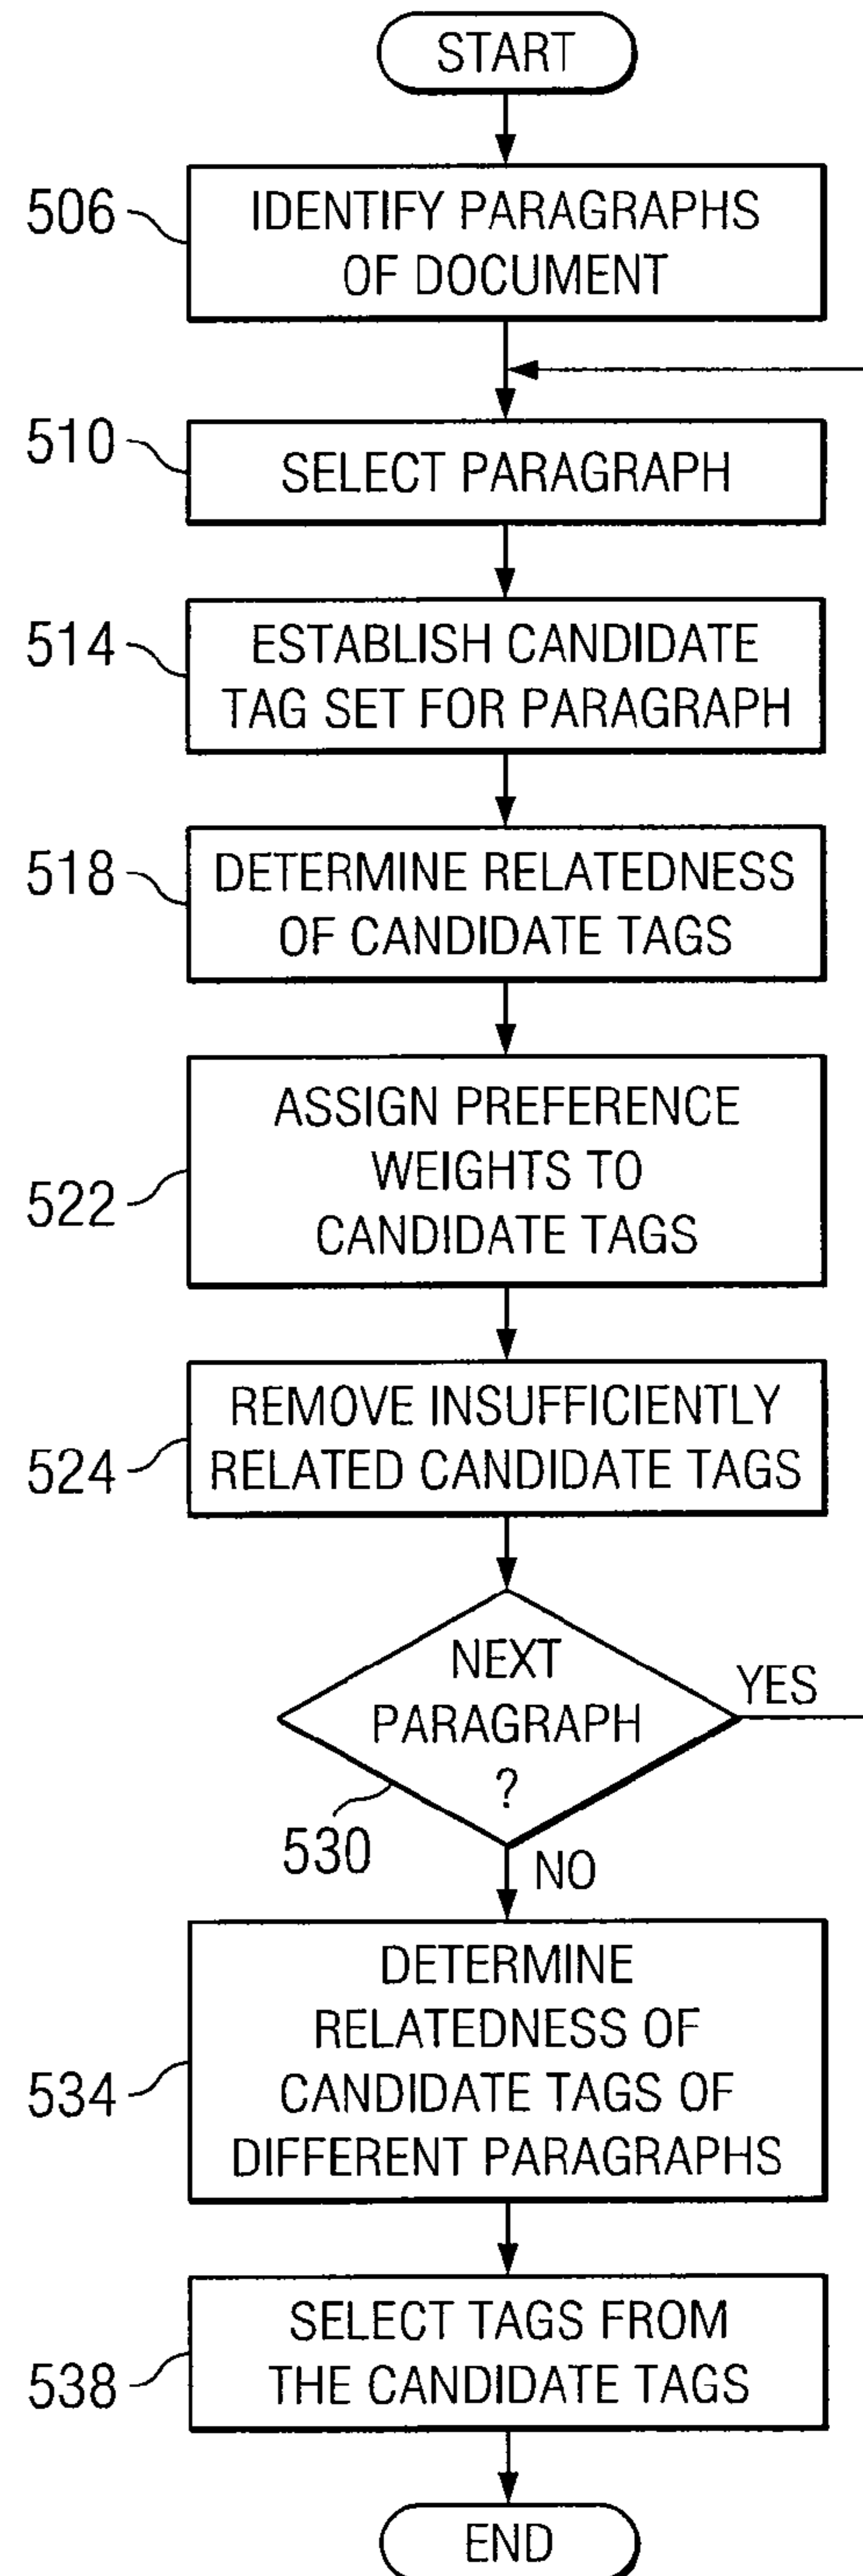 START
506
IDENTIFY PARAGRAPHS
OF DOCUMENT
510
SELECT PARAGRAPH
514
ESTABLISH CANDIDATE
TAG SET FOR PARAGRAPH
518
DETERMINE RELATEDNESS
OF CANDIDATE TAGS
522
ASSIGN PREFERENCE
WEIGHTS TO
CANDIDATE TAGS
524
REMOVE INSUFFICIENTLY
RELATED CANDIDATE TAGS
NEXT
PARAGRAPH
?
YES
530
NO
534
DETERMINE
RELATEDNESS OF
CANDIDATE TAGS OF
DIFFERENT PARAGRAPHS
538
SELECT TAGS FROM
THE CANDIDATE TAGS
END